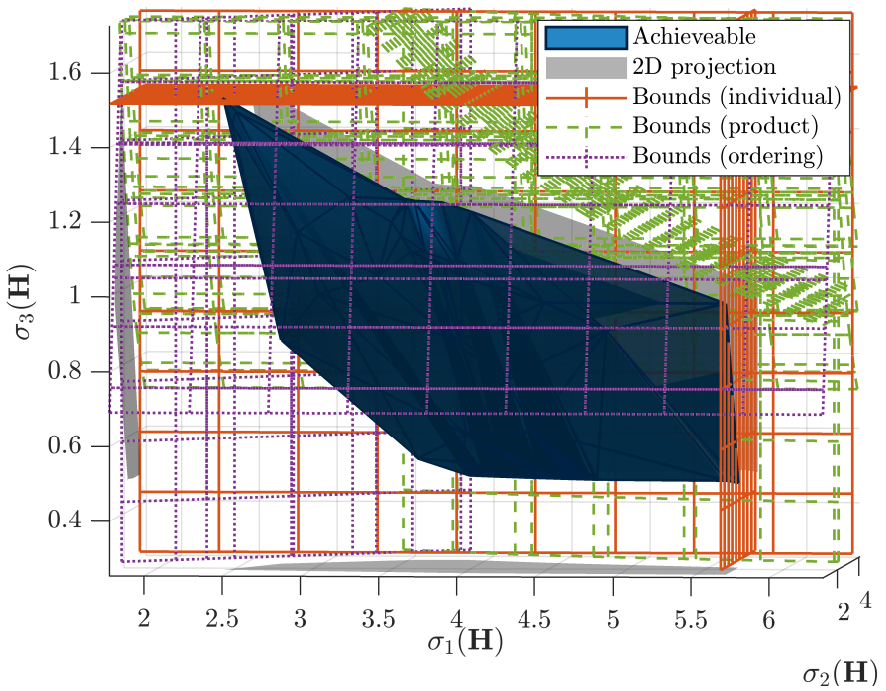 Achieveable
2D projection
Bounds (individual)
Bounds (product)
Bounds (ordering)
1.6
1.4
1.2
1
0.8
0.6
0.4
σ₃(H)
2 2.5 3 3.5 4 4.5 5 5.5 6
2 4
σ₁(H)
σ₂(H)